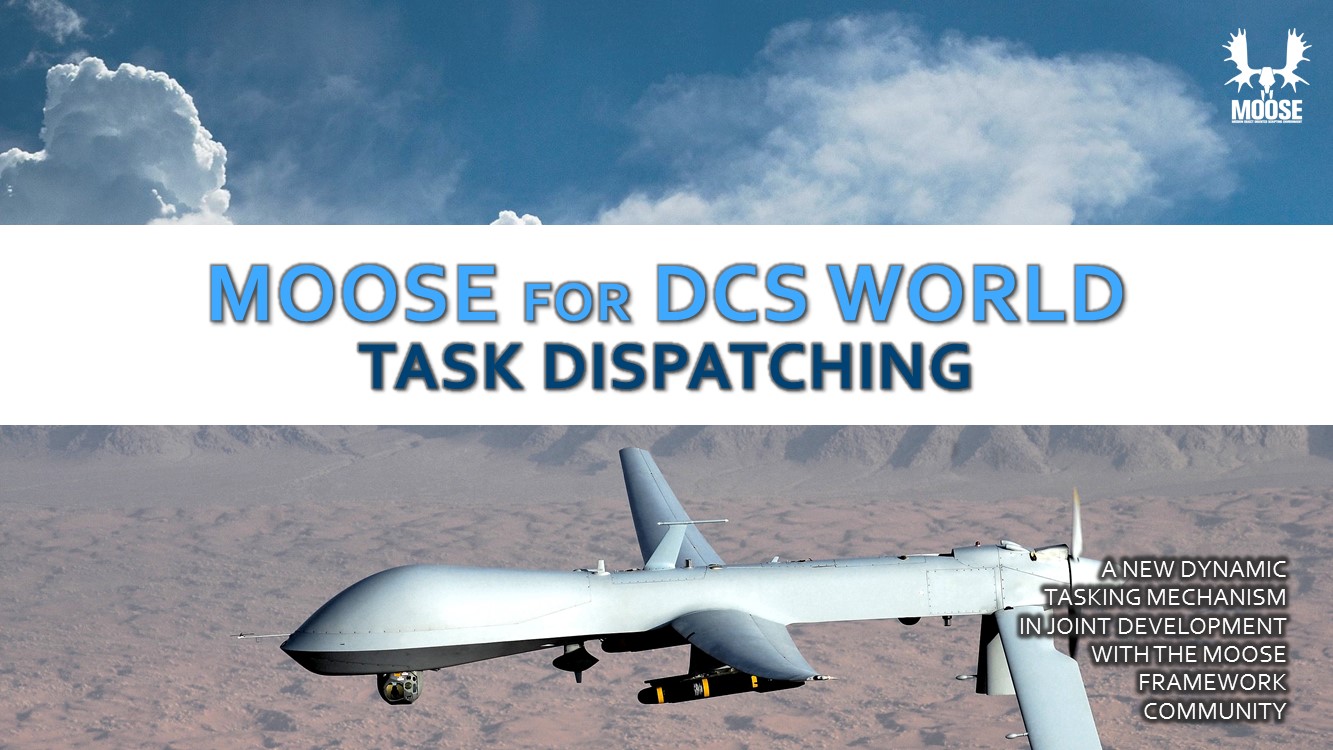 MOOSE
MOOSE FOR DCS WORLD
TASK DISPATCHING
A NEW DYNAMIC
TASKING MECHANISM
IN JOINT DEVELOPMENT
WITH THE MOOSE
FRAMEWORK
COMMUNITY